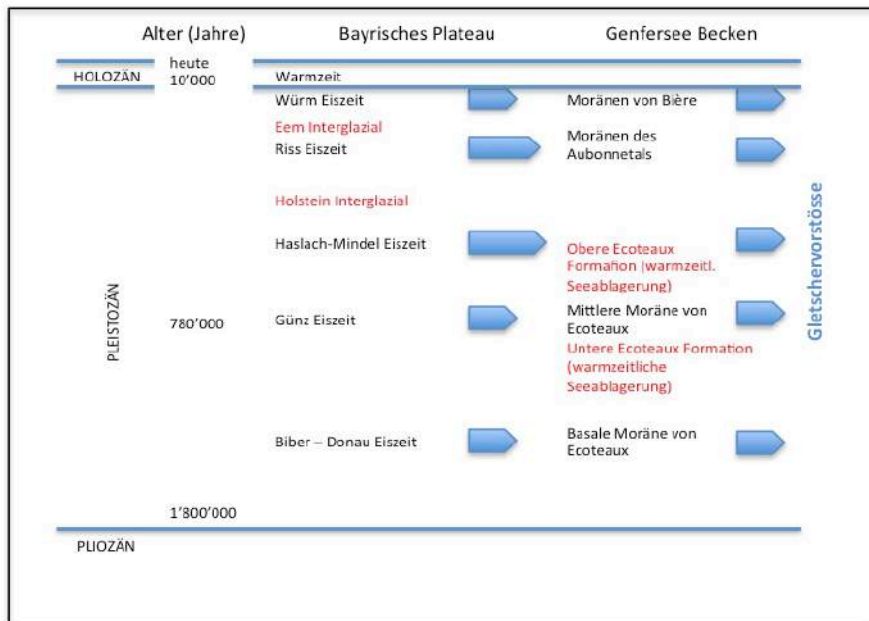 Alter (Jahre)
Bayrisches Plateau
Genfersee Becken
heute
HOLOZÄN
10’000
Warmzeit
Würm Eiszeit
Moränen von Bière
Eem Interglazial
Riss Eiszeit
Moränen des
Aubonnetals
Holstein Interglazial
Haslach-Mindel Eiszeit
Obere Ecoteaux
Formation (warmzeitl.
Seeablagerung)
Gletschervorstösse
PLEISTOZÄN
780’000
Günz Eiszeit
Mittlere Moräne von
Ecoteaux
Untere Ecoteaux Formation
(warmzeitliche
Seeablagerung)
Biber – Donau Eiszeit
Basale Moräne von
Ecoteaux
1’800’000
PLIOZÄN